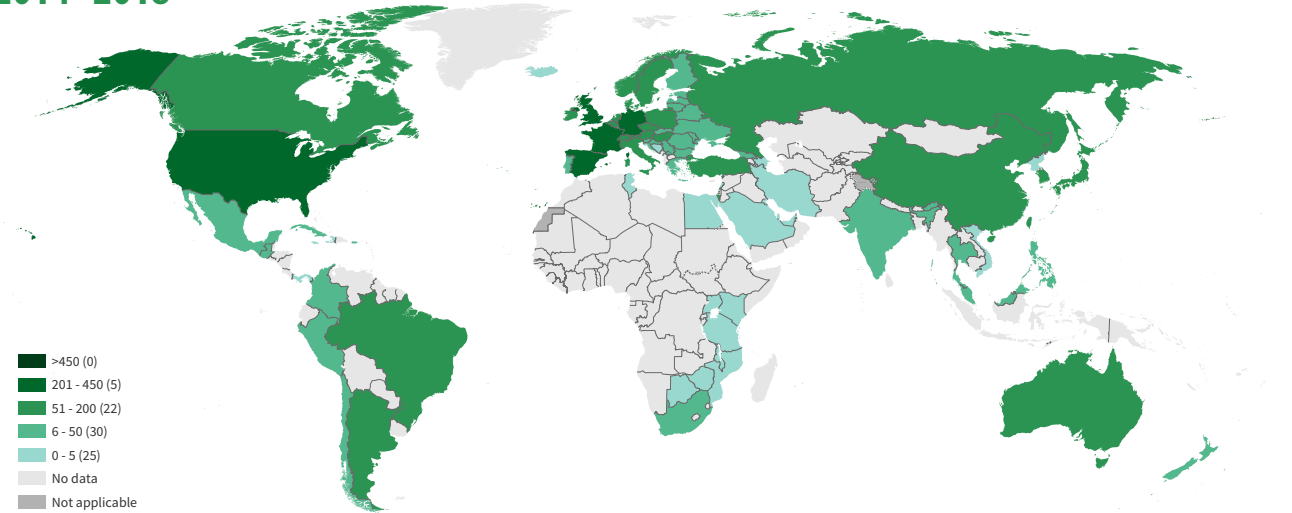 >450 (0)
201 - 450 (5)
51 - 200 (22)
6 - 50 (30)
0 - 5 (25)
No data
Not applicable